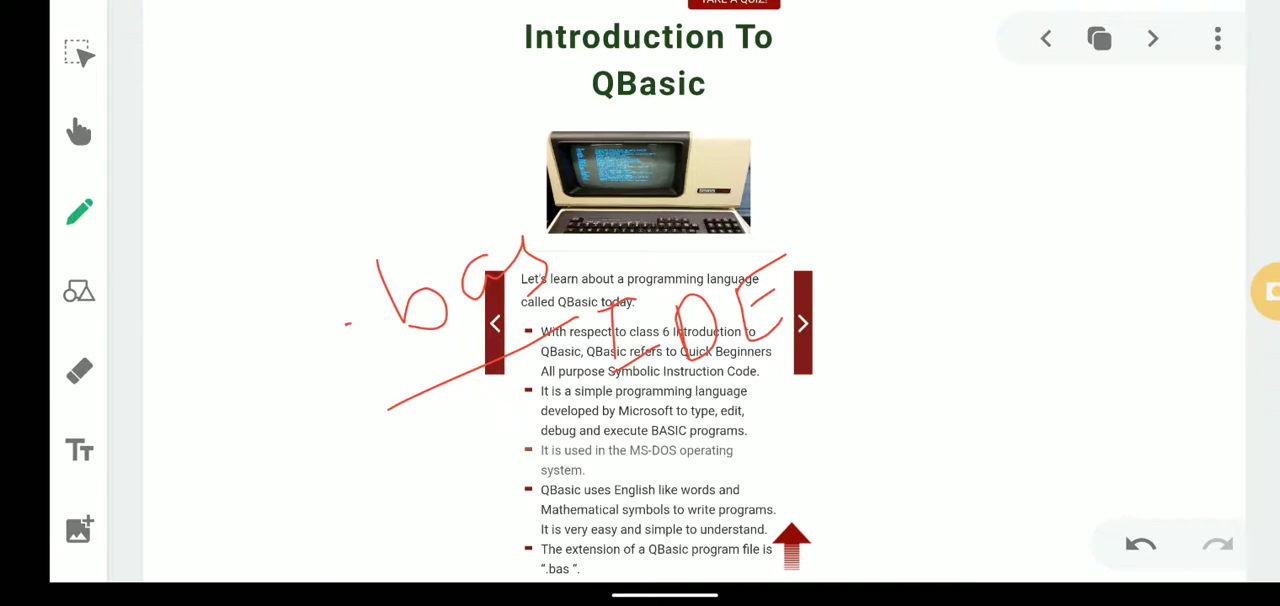 TAKE A QUIZ!
Introduction To
QBasic
.bas
IDE
Let's learn about a programming language
called QBasic today.
With respect to class 6 Introduction to
QBasic, QBasic refers to Quick Beginners
All purpose Symbolic Instruction Code.
It is a simple programming language
developed by Microsoft to type, edit,
debug and execute BASIC programs.
It is used in the MS-DOS operating
system.
QBasic uses English like words and
Mathematical symbols to write programs.
It is very easy and simple to understand.
The extension of a QBasic program file is
“.bas “.
Tт